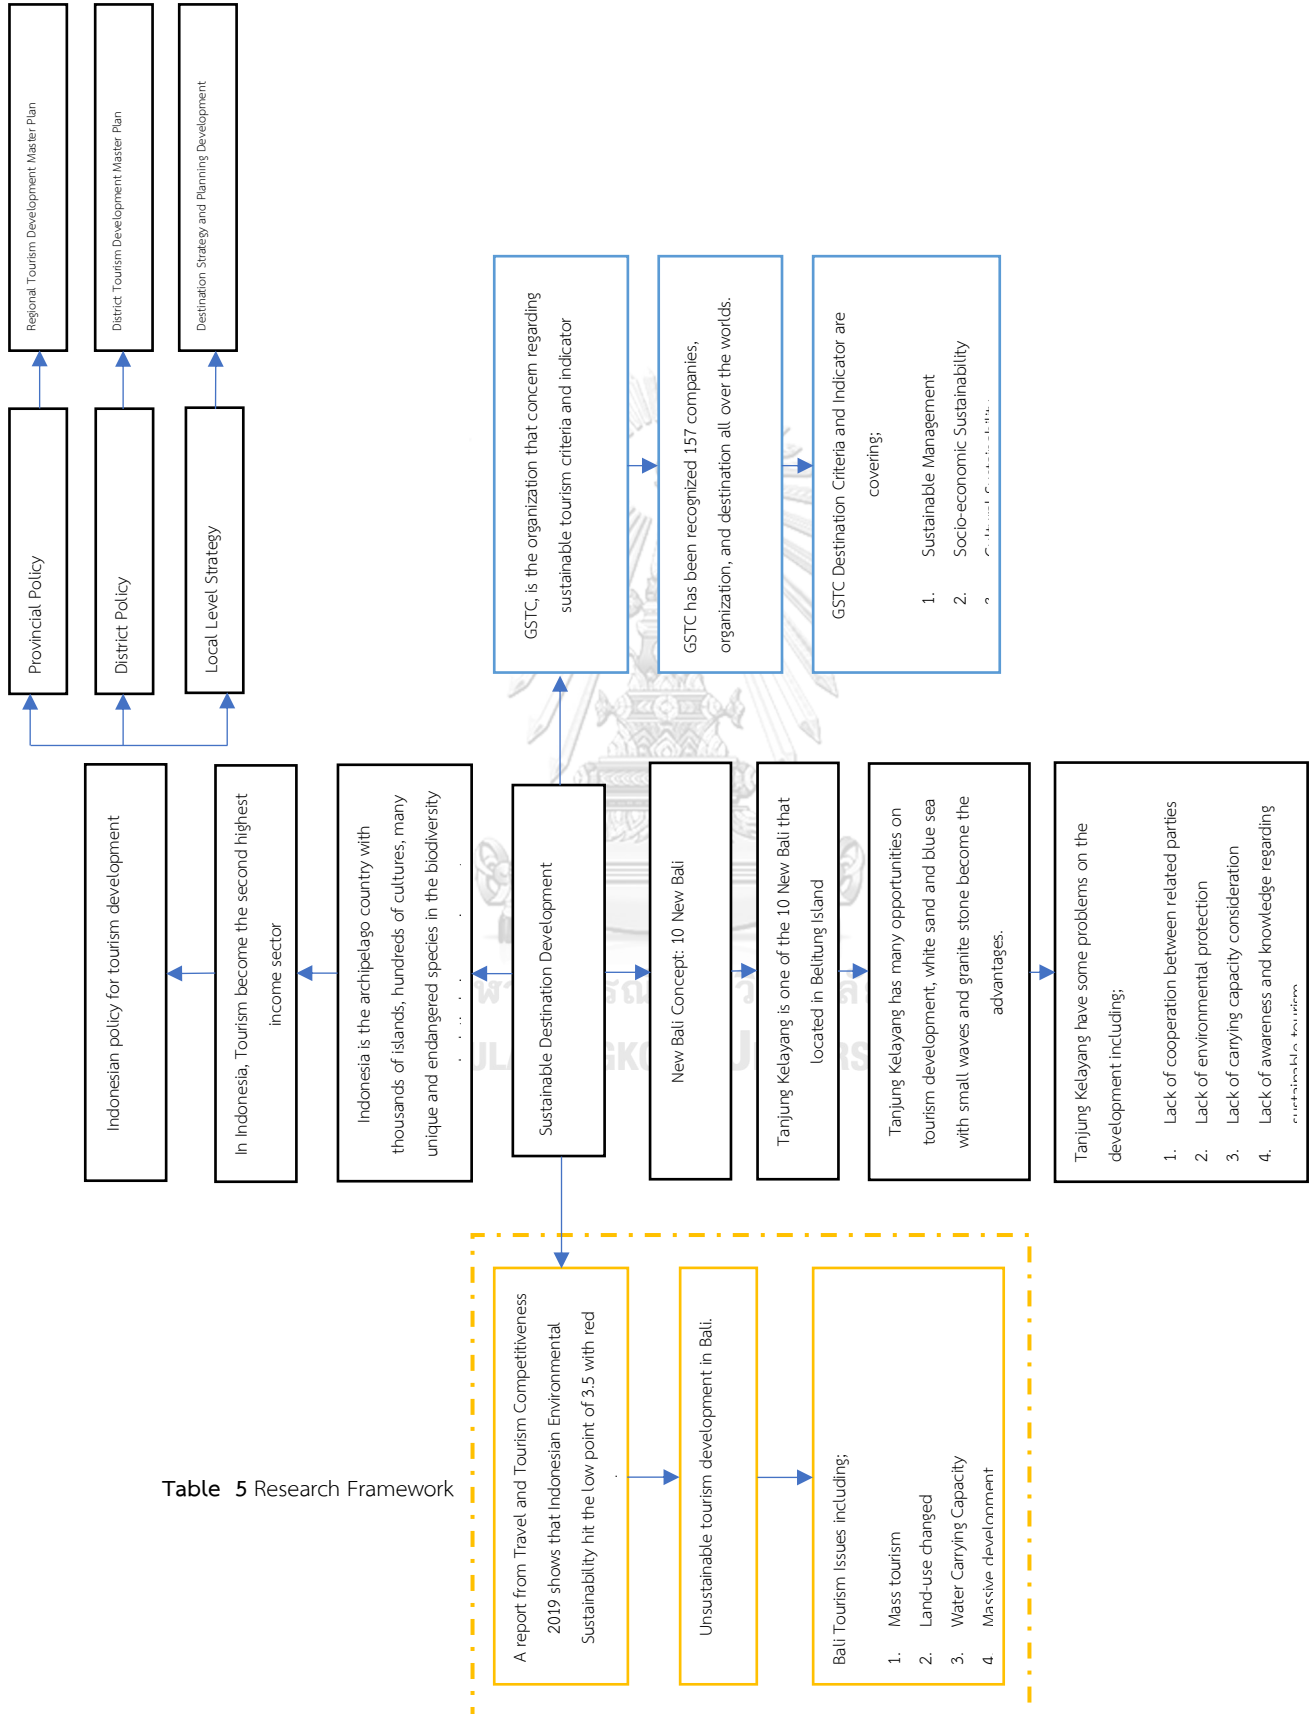 Regional Tourism Development Master Plan
District Tourism Development Master Plan
Destination Strategy and Planning Development
Provincial Policy
District Policy
Local Level Strategy
Indonesian policy for tourism development
In Indonesia, Tourism become the second highest
income sector
Indonesia is the archipelago country with
thousands of islands, hundreds of cultures, many
unique and endangered species in the biodiversity
Sustainable Destination Development
GSTC, is the organization that concern regarding
sustainable tourism criteria and indicator
GSTC has been recognized 157 companies,
organization, and destination all over the worlds.
GSTC Destination Criteria and Indicator are
covering;
1. Sustainable Management
2. Socio-economic Sustainability
New Bali Concept: 10 New Bali
Tanjung Kelayang is one of the 10 New Bali that
located in Belitung Island
Tanjung Kelayang has many opportunities on
tourism development, white sand and blue sea
with small waves and granite stone become the
advantages.
Tanjung Kelayang have some problems on the
development including;
1. Lack of cooperation between related parties
2. Lack of environmental protection
3. Lack of carrying capacity consideration
4. Lack of awareness and knowledge regarding
sustainable tourism
A report from Travel and Tourism Competitiveness
2019 shows that Indonesian Environmental
Sustainability hit the low point of 3.5 with red
Unsustainable tourism development in Bali.
Bali Tourism Issues including;
1. Mass tourism
2. Land-use changed
3. Water Carrying Capacity
4. Massive development
Table 5 Research Framework